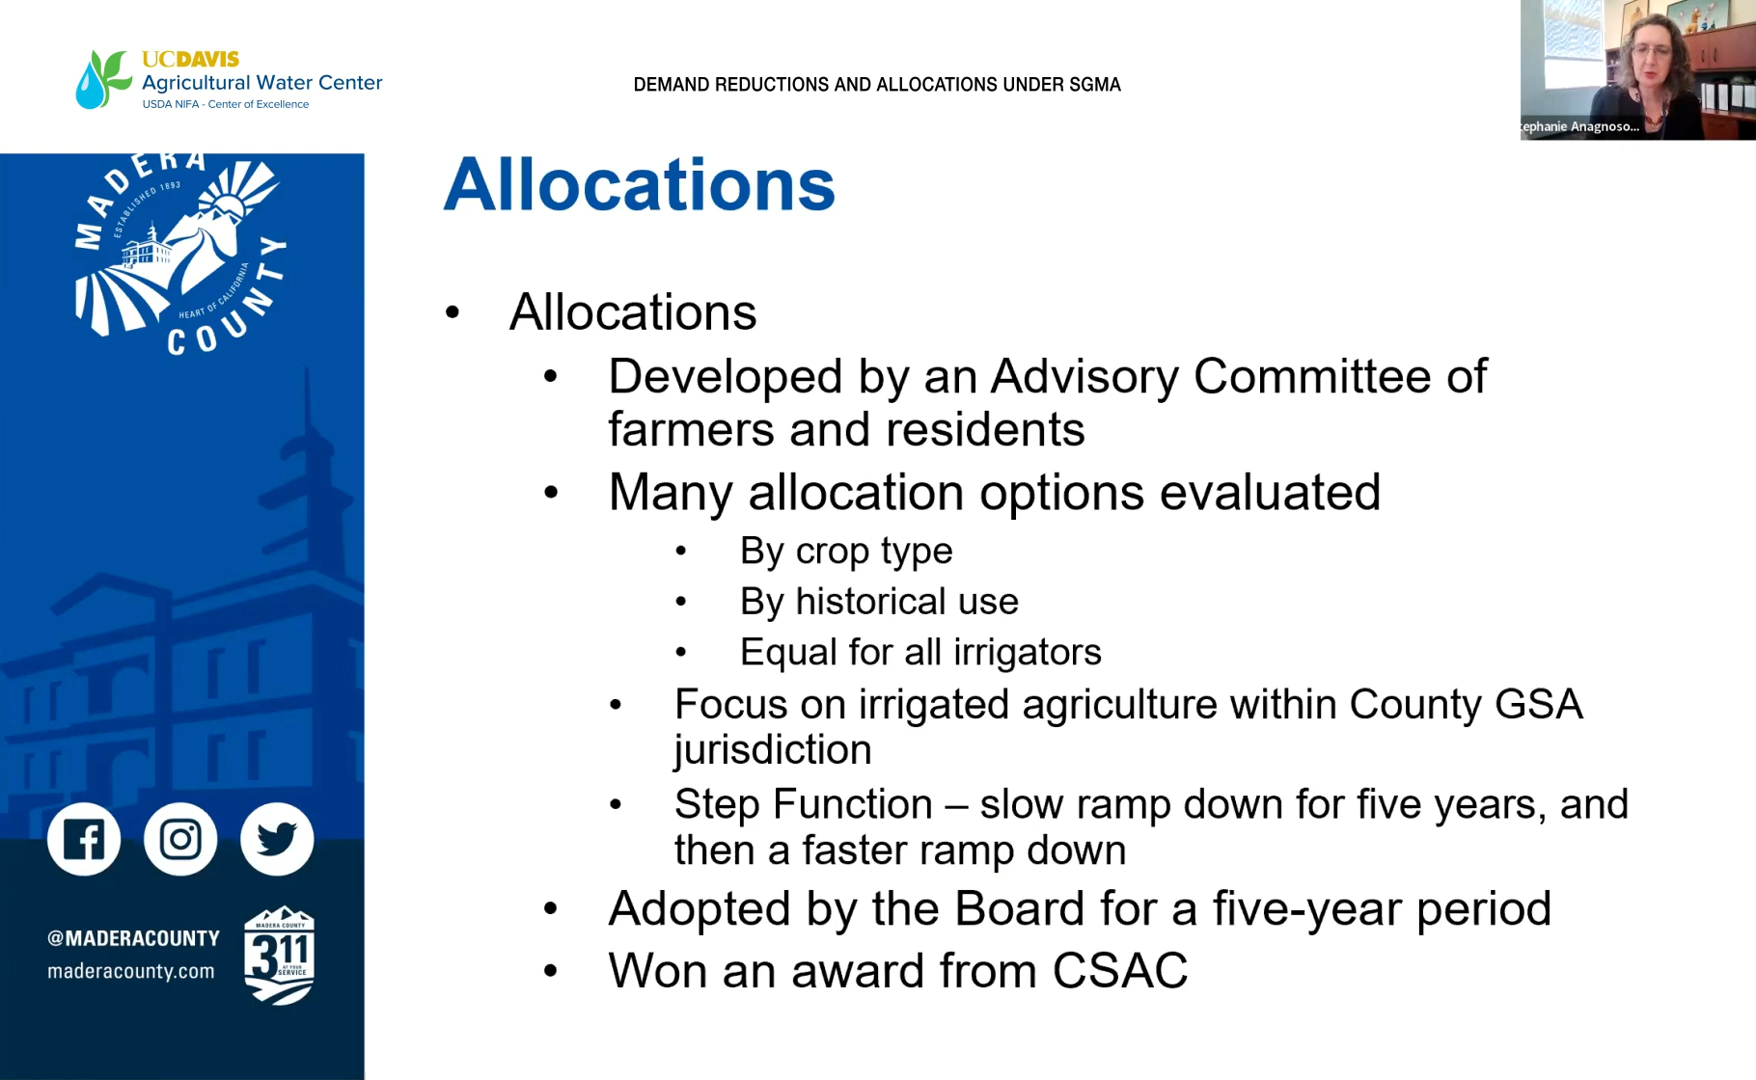 UCDAVIS
Agricultural Water Center
USDA NIFA - Center of Excellence
DEMAND REDUCTIONS AND ALLOCATIONS UNDER SGMA
tephanie Anagnoso...
MADERA
ESTABLISHED 1893
HEART OF CALIFORNIA
COUNTY
Allocations
• Allocations
• Developed by an Advisory Committee of
farmers and residents
• Many allocation options evaluated
• By crop type
• By historical use
• Equal for all irrigators
• Focus on irrigated agriculture within County GSA
jurisdiction
• Step Function – slow ramp down for five years, and
then a faster ramp down
• Adopted by the Board for a five-year period
• Won an award from CSAC
@MADERACOUNTY
maderacounty.com
MADERA COUNTY
311
AT YOUR
SERVICE